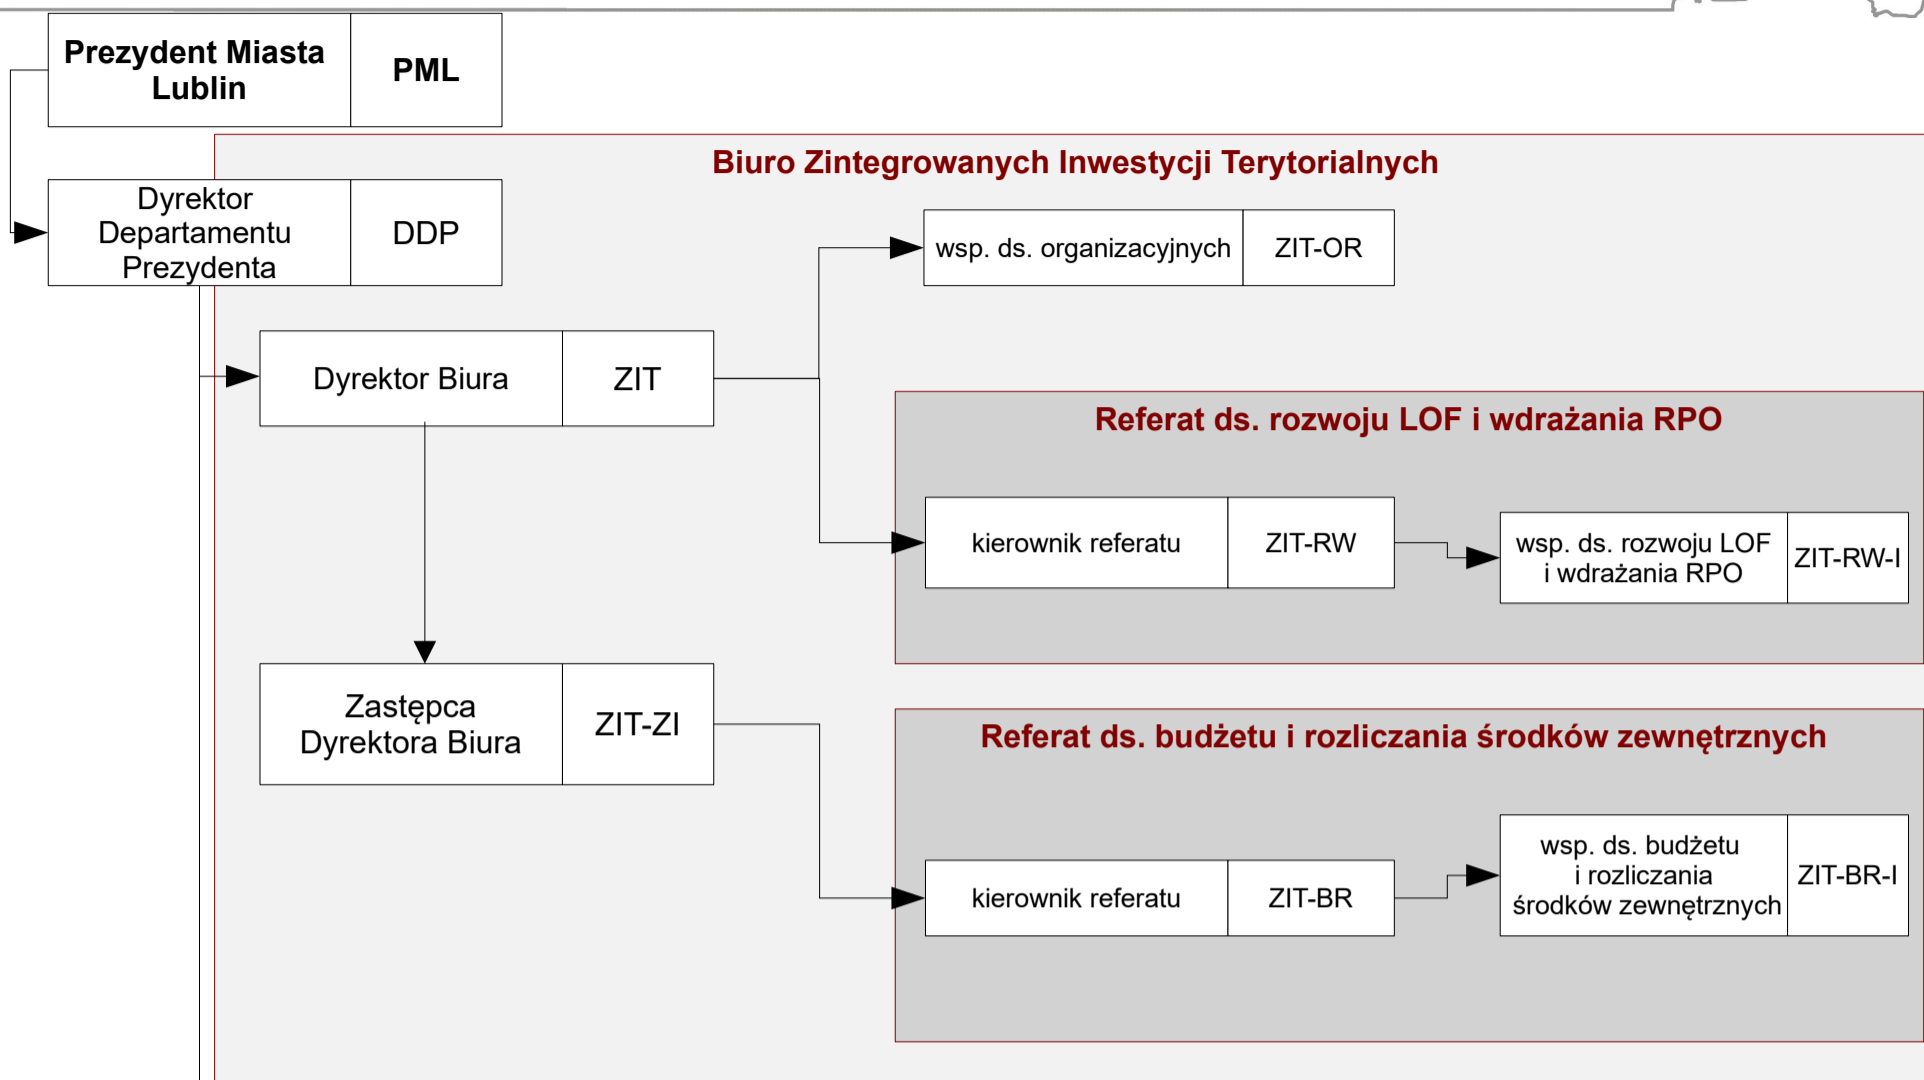 Prezydent Miasta
Lublin
PML
Biuro Zintegrowanych Inwestycji Terytorialnych
Dyrektor
Departamentu
Prezydenta
DDP
wsp. ds. organizacyjnych
ZIT-OR
Dyrektor Biura
ZIT
Referat ds. rozwoju LOF i wdrażania RPO
kierownik referatu
ZIT-RW
wsp. ds. rozwoju LOF
i wdrażania RPO
ZIT-RW-I
Zastępca
Dyrektora Biura
ZIT-ZI
Referat ds. budżetu i rozliczania środków zewnętrznych
kierownik referatu
ZIT-BR
wsp. ds. budżetu
i rozliczania
środków zewnętrznych
ZIT-BR-I